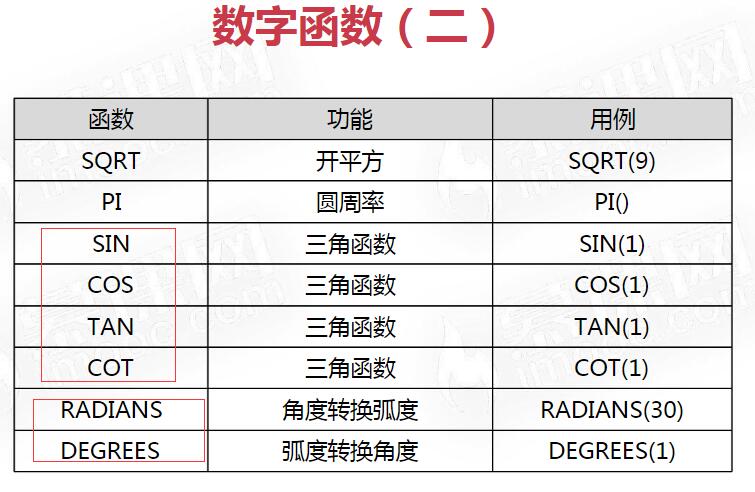 数字函数（二）
函数 功能 用例
SQRT 开平方 SQRT(9)
PI 圆周率 PI()
SIN 三角函数 SIN(1)
COS 三角函数 COS(1)
TAN 三角函数 TAN(1)
COT 三角函数 COT(1)
RADIANS 角度转换弧度 RADIANS(30)
DEGREES 弧度转换角度 DEGREES(1)